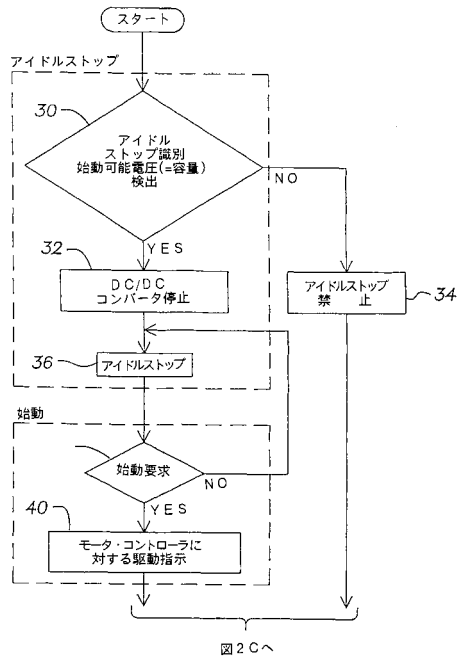 スタート
アイドルストップ
30
アイドル
ストップ識別
始動可能電圧(=容量)
検出
NO
YES
32
DC/DC
コンバータ停止
アイドルストップ
禁 止
34
36
アイドルストップ
始動
始動要求
NO
YES
40
モータ・コントローラに
対する駆動指示
図2Cへ